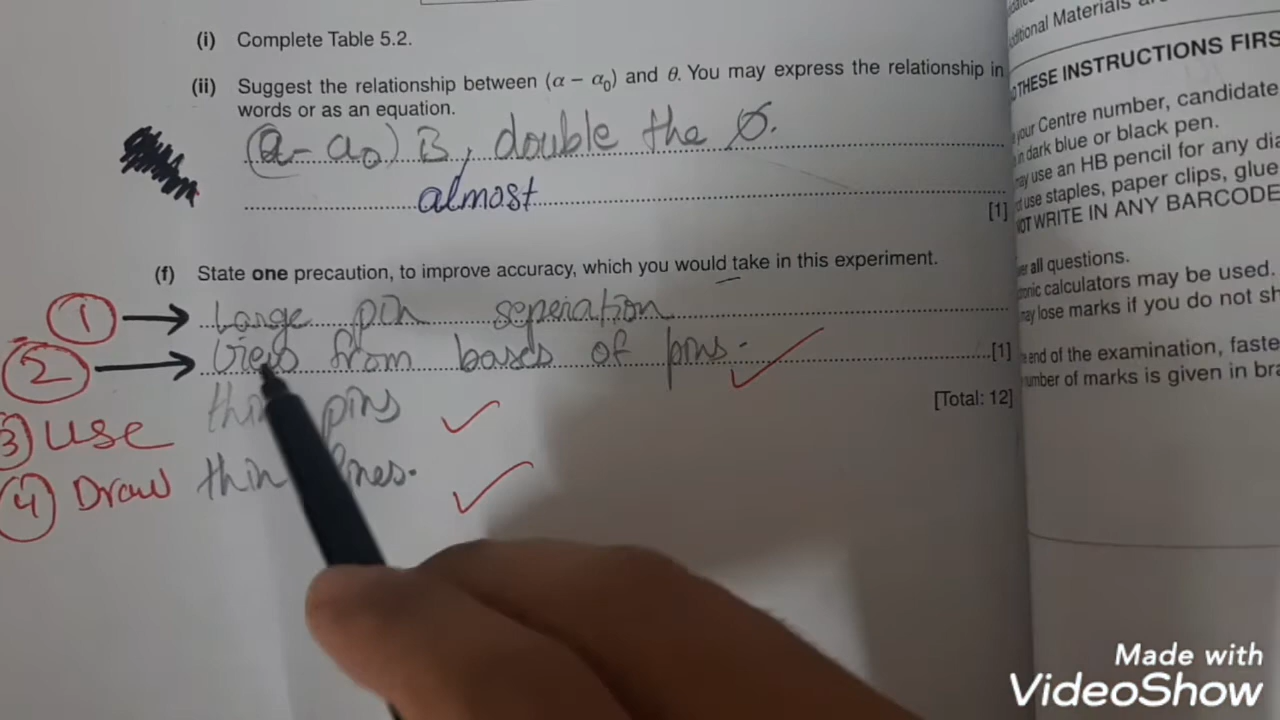 (i) Complete Table 5.2.
(ii) Suggest the relationship between (α – α₀) and θ. You may express the relationship in
words or as an equation.
(a- a₀) B, double the Ø.
almost
[1]
(f) State one precaution, to improve accuracy, which you would take in this experiment.
1 → Large pin seperation
2 → View from bases of pins.
[1]
3 Use thin pins
[Total: 12]
4 Draw thin lines.
Additional Materials
THESE INSTRUCTIONS FIRS
your Centre number, candidate
in dark blue or black pen.
may use an HB pencil for any dia
use staples, paper clips, glue
NOT WRITE IN ANY BARCODE
all questions.
calculators may be used.
may lose marks if you do not sh
end of the examination, faste
number of marks is given in bra
Made with
VideoShow